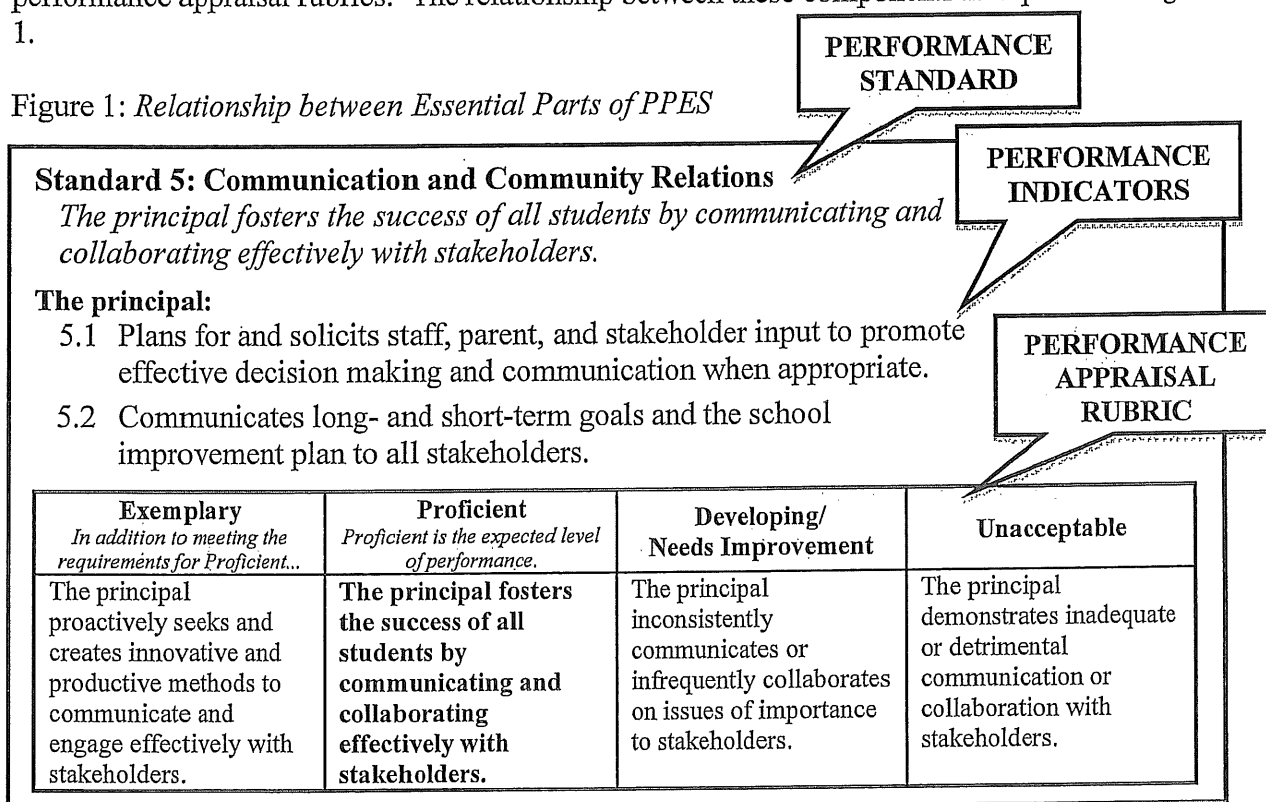 performance appraisal rubrics. The relationship between these components
1.
PERFORMANCE
STANDARD
Figure 1: Relationship between Essential Parts of PPES
PERFORMANCE
INDICATORS
Standard 5: Communication and Community Relations
The principal fosters the success of all students by communicating and
collaborating effectively with stakeholders.
The principal:
5.1 Plans for and solicits staff, parent, and stakeholder input to promote
effective decision making and communication when appropriate.
PERFORMANCE
APPRAISAL
RUBRIC
5.2 Communicates long- and short-term goals and the school
improvement plan to all stakeholders.
Exemplary
In addition to meeting the
requirements for Proficient...
Proficient
Proficient is the expected level
of performance.
Developing/
Needs Improvement
Unacceptable
The principal
proactively seeks and
creates innovative and
productive methods to
communicate and
engage effectively with
stakeholders.
The principal fosters
the success of all
students by
communicating and
collaborating
effectively with
stakeholders.
The principal
inconsistently
communicates or
infrequently collaborates
on issues of importance
to stakeholders.
The principal
demonstrates inadequate
or detrimental
communication or
collaboration with
stakeholders.